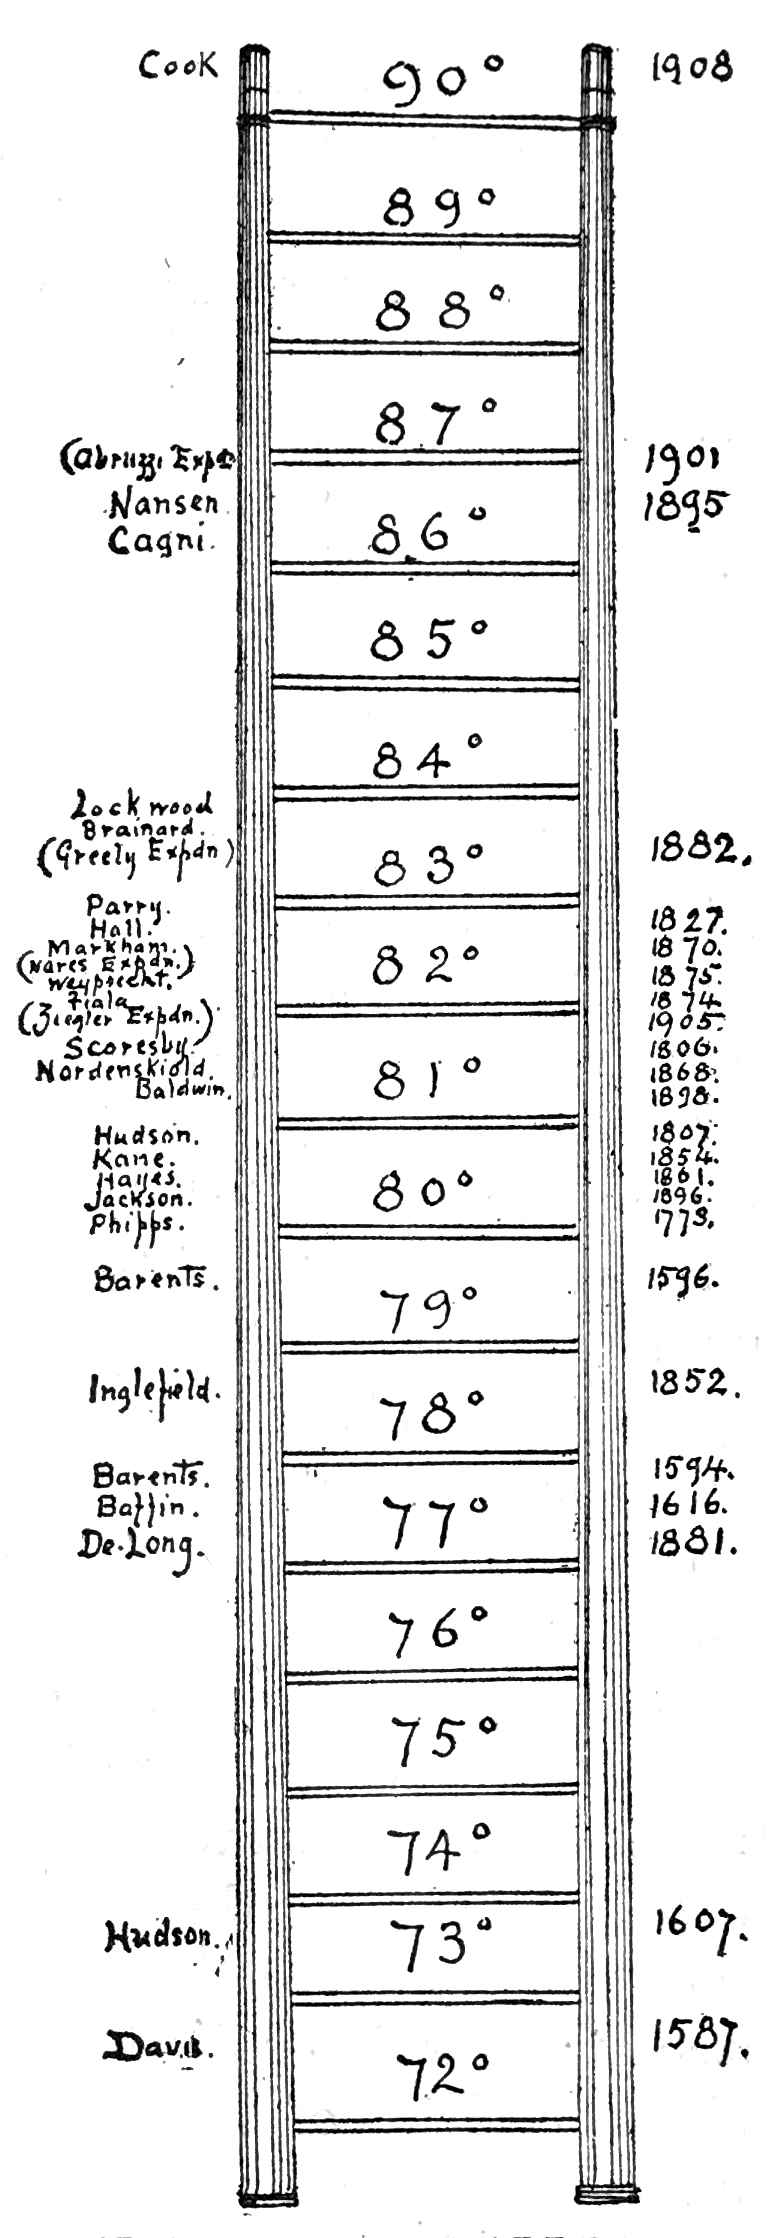 Cook 90° 1908
89°
88°
87°
(Abruzzi Expd. 1901
Nansen 1895
Cagni. 86°
85°
84°
Lockwood
Brainard.
(Greely Expdn) 83° 1882.
Parry. 1827.
Hall. 1870.
Markham.
(Nares Expdn.) 82° 1875.
Weyprecht. 1874
Fiala
(Ziegler Expdn.) 1905.
Scoresby. 1806.
Nordenskiold. 81° 1868.
Baldwin. 1898.
Hudson. 1807.
Kane. 1854.
Hayes. 80° 1861.
Jackson. 1896.
Phipps. 1773.
Barents. 79° 1596.
Inglefield. 78° 1852.
Barents. 1594.
Baffin. 77° 1616.
De Long. 1881.
76°
75°
74°
Hudson. 73° 1607.
Davis. 72° 1587.